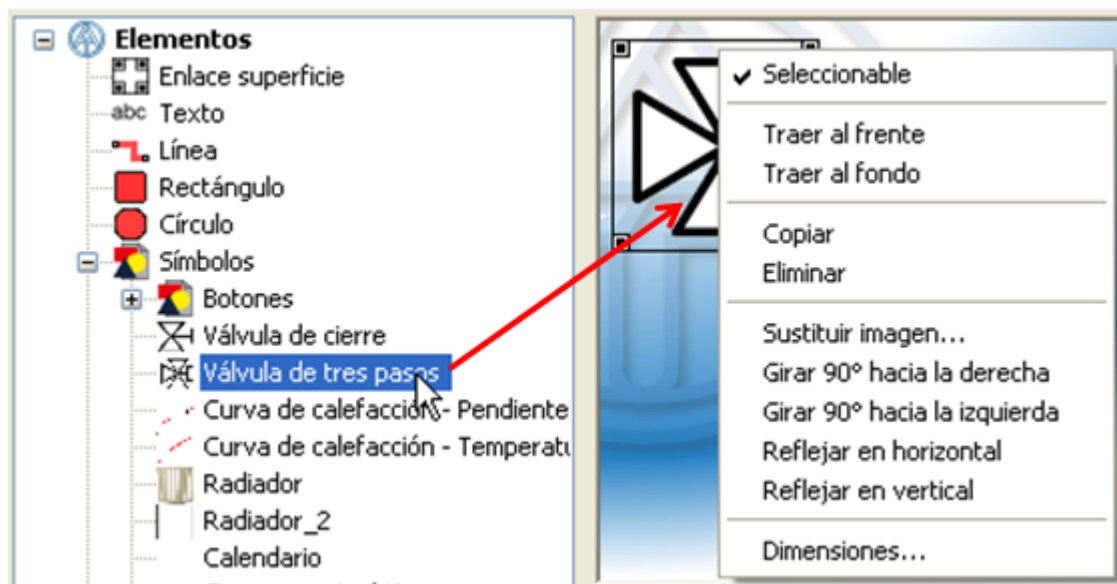 Elementos
Enlace superficie
abc Texto
Línea
Rectángulo
Círculo
Símbolos
Botones
Válvula de cierre
Válvula de tres pasos
Curva de calefacción - Pendiente
Curva de calefacción - Temperatu
Radiador
Radiador_2
Calendario
Seleccionable
Traer al frente
Traer al fondo
Copiar
Eliminar
Sustituir imagen...
Girar 90° hacia la derecha
Girar 90° hacia la izquierda
Reflejar en horizontal
Reflejar en vertical
Dimensiones...